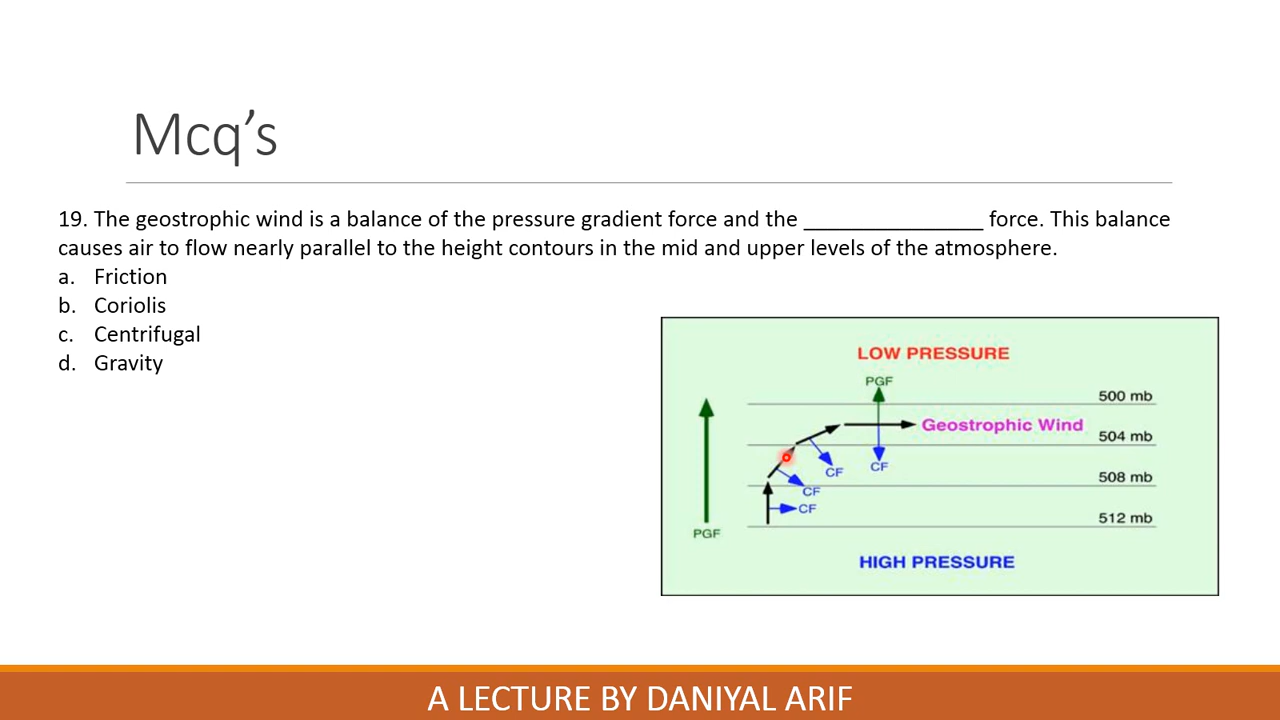 Mcq’s
19. The geostrophic wind is a balance of the pressure gradient force and the ________________ force. This balance
causes air to flow nearly parallel to the height contours in the mid and upper levels of the atmosphere.
a. Friction
b. Coriolis
c. Centrifugal
d. Gravity
LOW PRESSURE
PGF
500 mb
Geostrophic Wind
504 mb
CF
CF
508 mb
CF
CF
512 mb
PGF
HIGH PRESSURE
A LECTURE BY DANIYAL ARIF